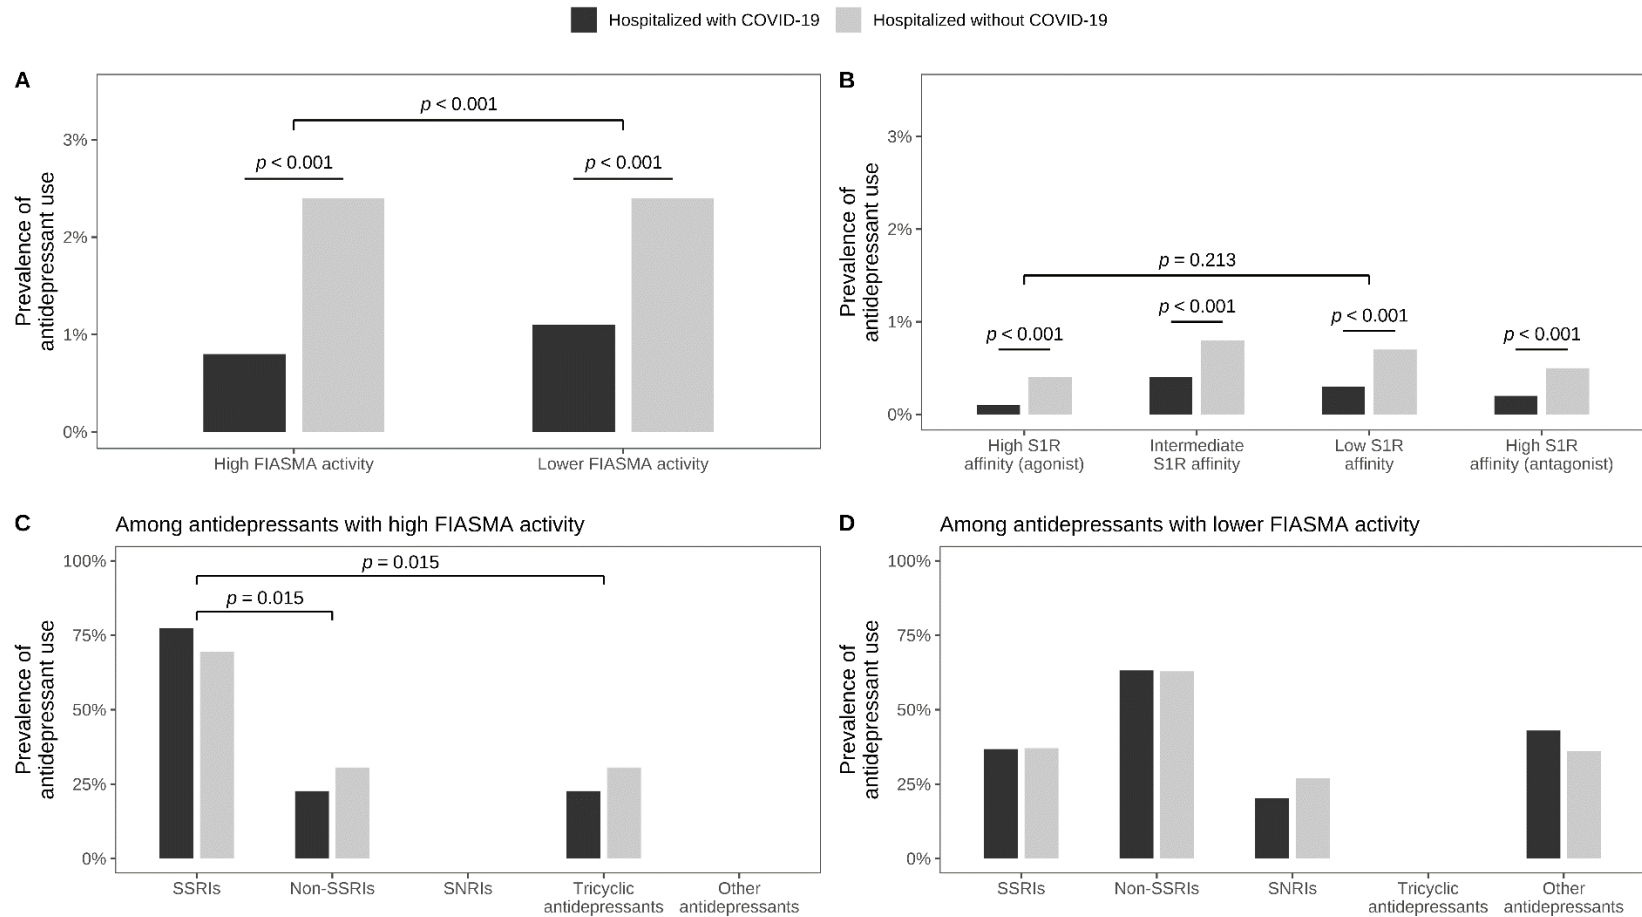 Hospitalized with COVID-19
Hospitalized without COVID-19
A
Prevalence of
antidepressant use
3%
2%
1%
0%
p < 0.001
p < 0.001
p < 0.001
High FIASMA activity
Lower FIASMA activity
B
Prevalence of
antidepressant use
3%
2%
1%
0%
p = 0.213
p < 0.001
p < 0.001
p < 0.001
p < 0.001
High S1R
affinity (agonist)
Intermediate
S1R affinity
Low S1R
affinity
High S1R
affinity (antagonist)
C
Among antidepressants with high FIASMA activity
Prevalence of
antidepressant use
100%
75%
50%
25%
0%
p = 0.015
p = 0.015
SSRIs
Non-SSRIs
SNRIs
Tricyclic
antidepressants
Other
antidepressants
D
Among antidepressants with lower FIASMA activity
Prevalence of
antidepressant use
100%
75%
50%
25%
0%
SSRIs
Non-SSRIs
SNRIs
Tricyclic
antidepressants
Other
antidepressants